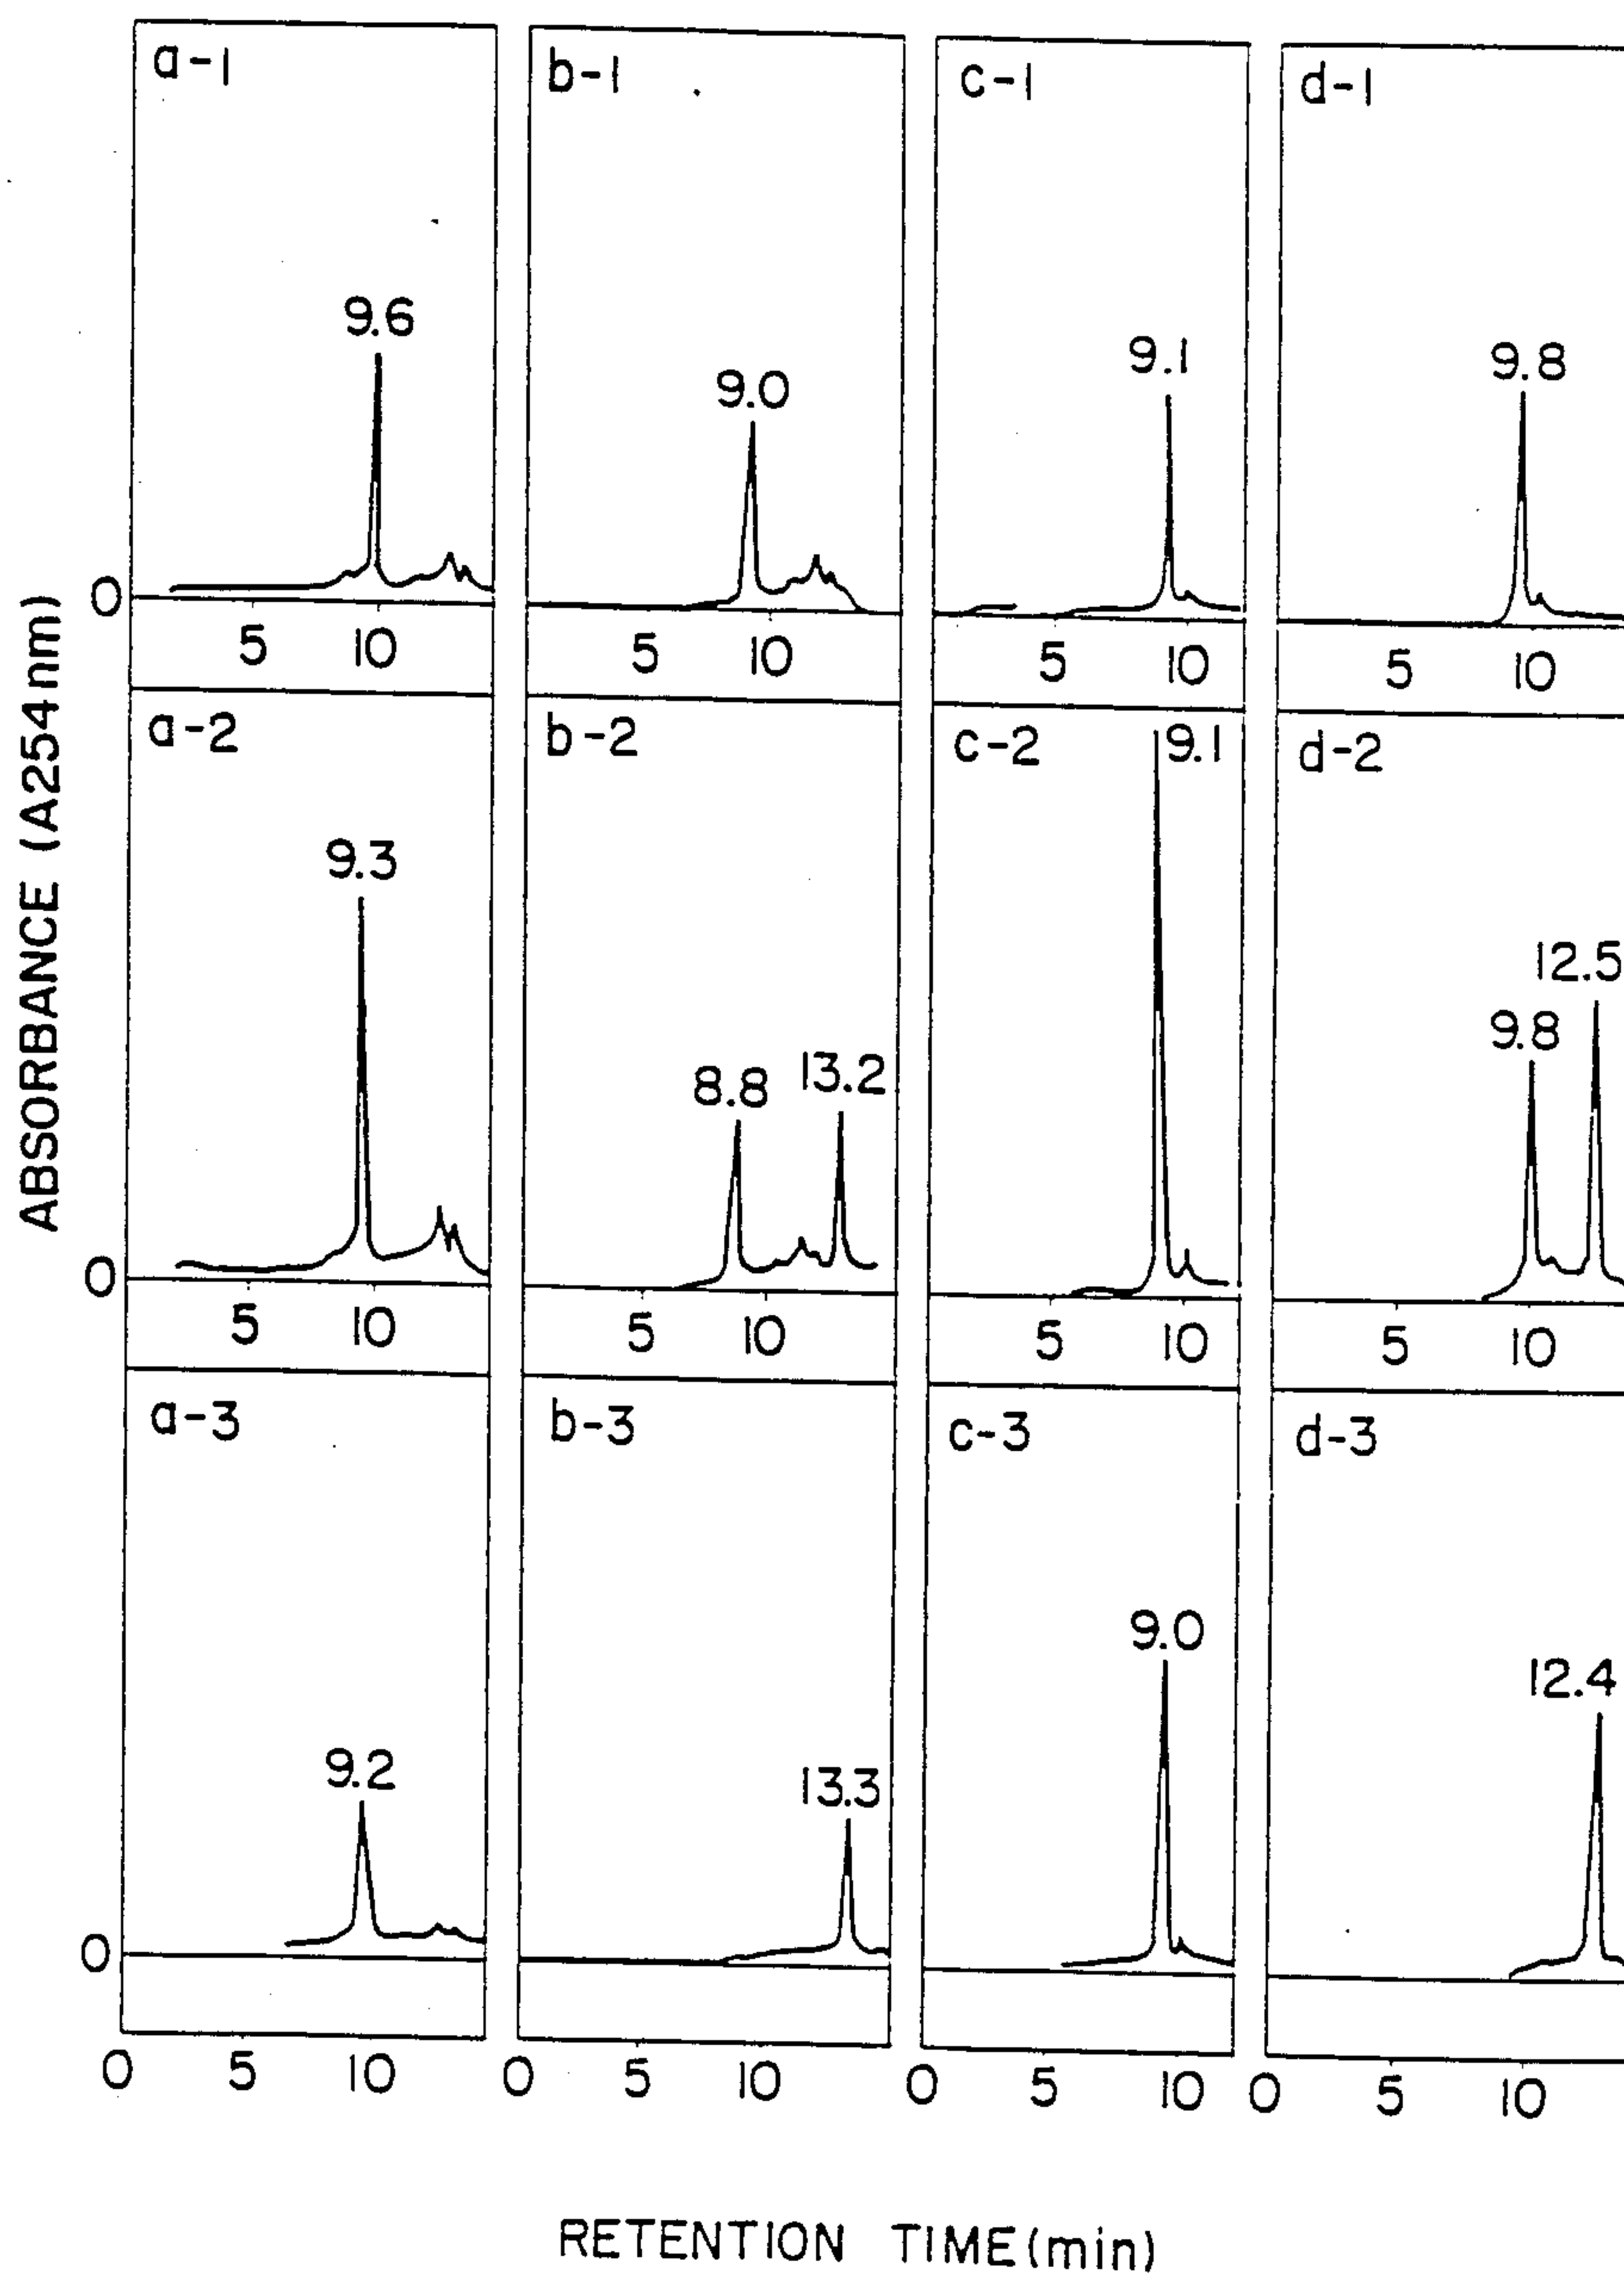 a-1 b-1 c-1 d-1
9.6 9.0 9.1 9.8
0
5 10 5 10 5 10 5 10
a-2 b-2 c-2 9.1 d-2
9.3 8.8 13.2 9.8 12.5
0
5 10 5 10 5 10 5 10
a-3 b-3 c-3 d-3
9.2 13.3 9.0 12.4
0
0 5 10 0 5 10 0 5 10 0 5 10
ABSORBANCE (A254nm)
RETENTION TIME(min)